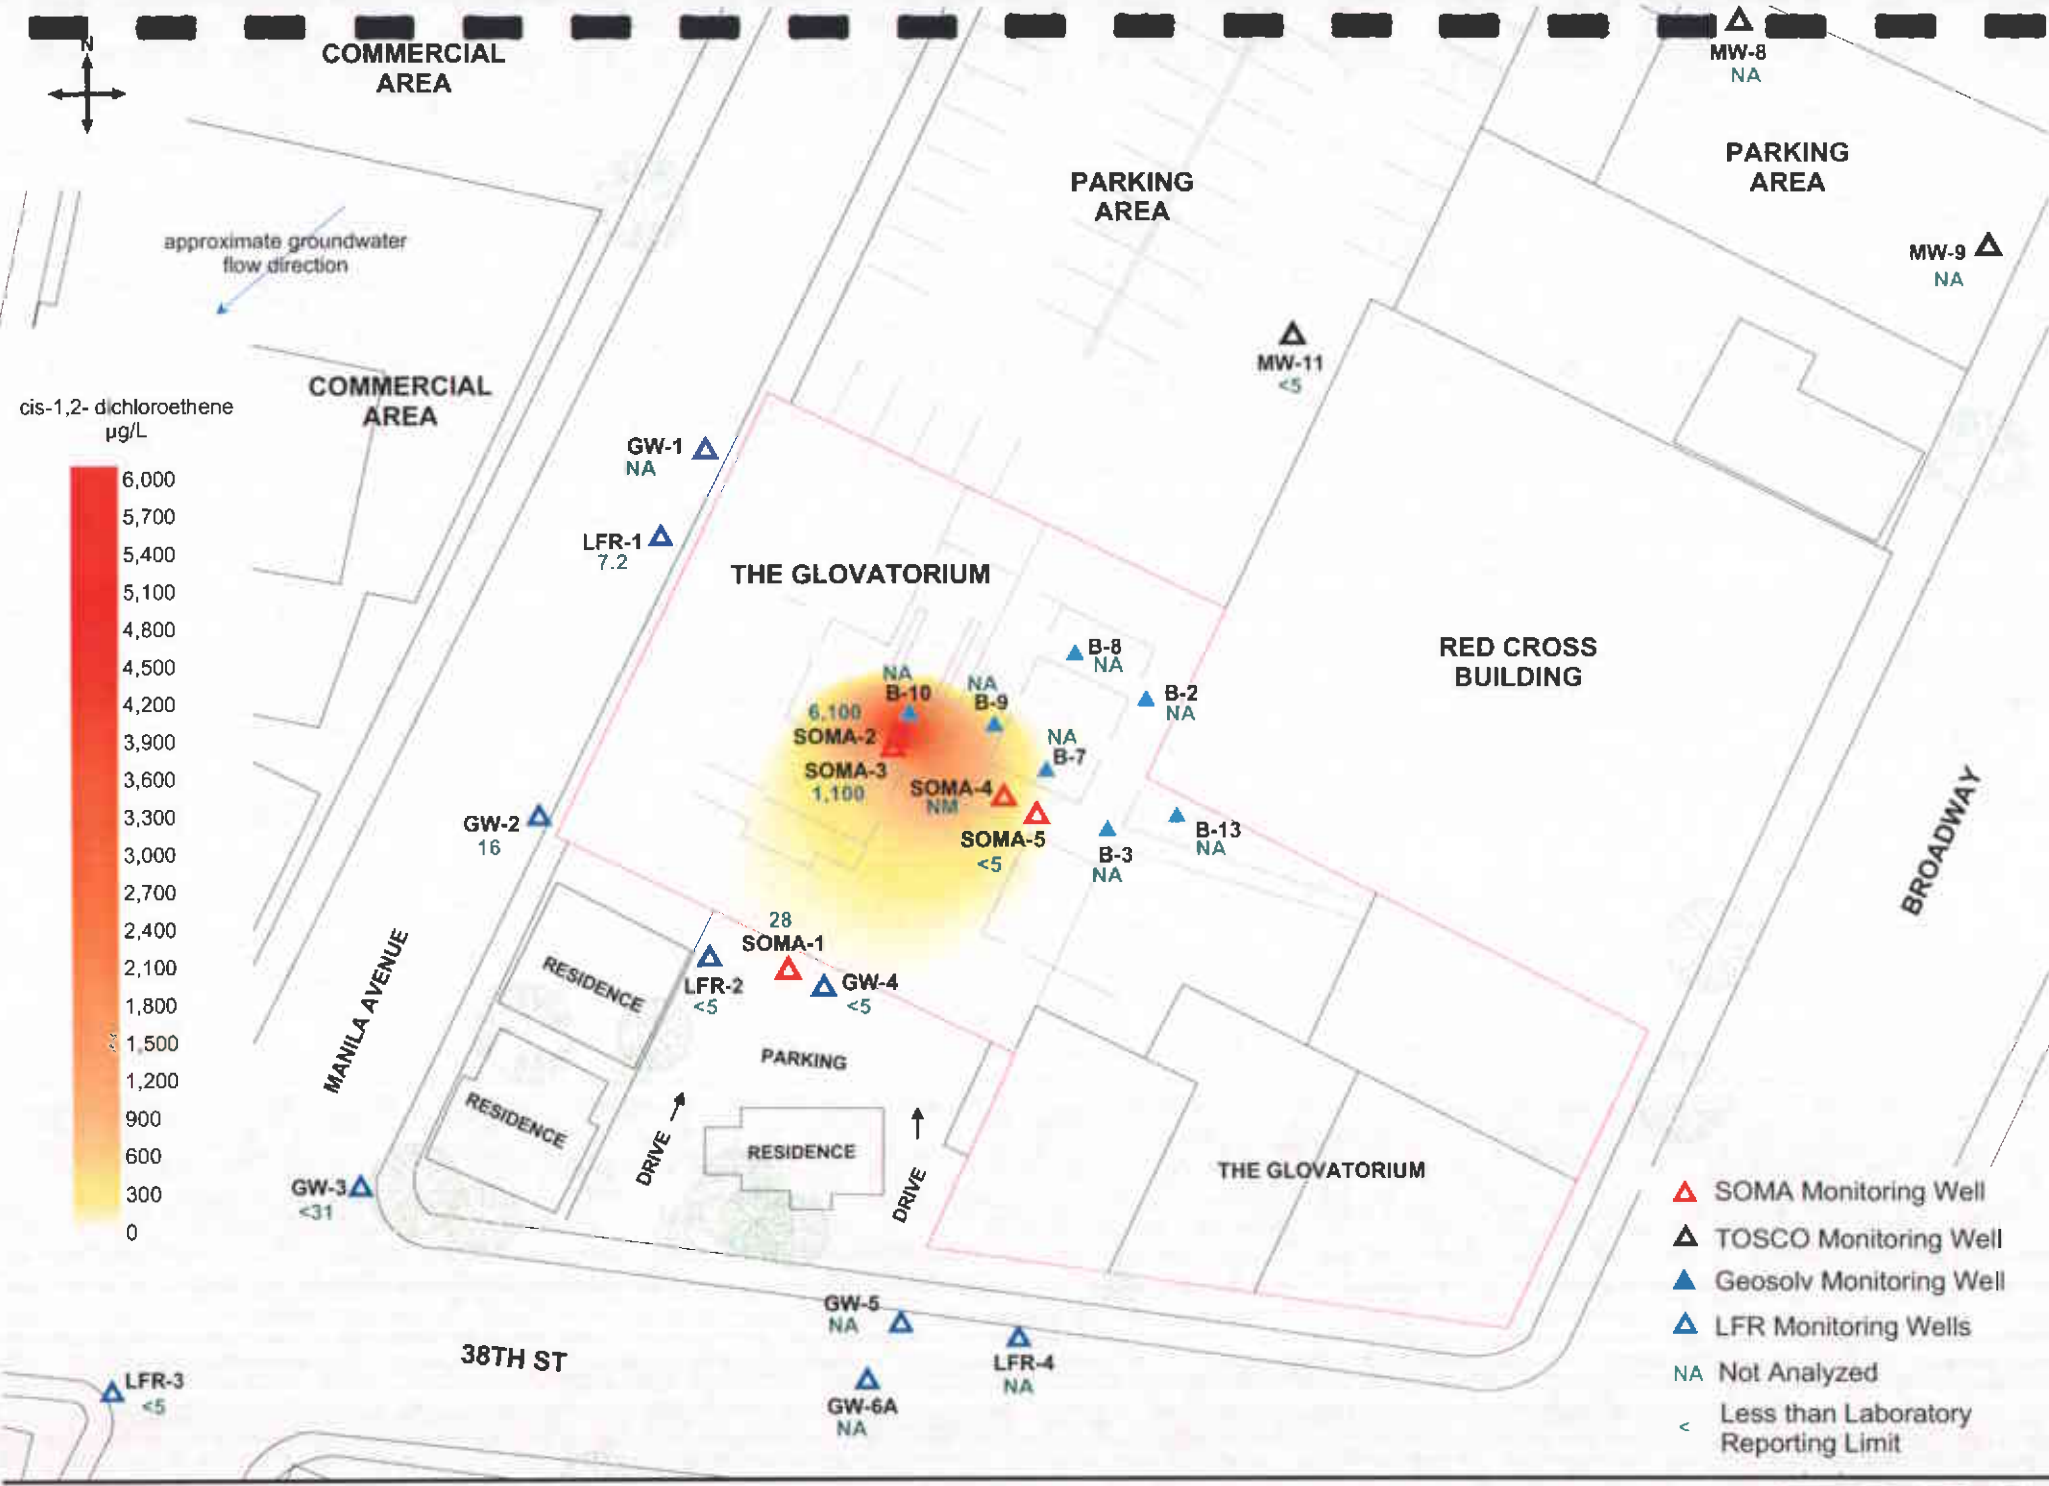 N
COMMERCIAL
AREA
MW-8
NA
PARKING
AREA
PARKING
AREA
approximate groundwater
flow direction
MW-9
NA
MW-11
<5
COMMERCIAL
AREA
cis-1,2- dichloroethene
µg/L
6,000
5,700
5,400
5,100
4,800
4,500
4,200
3,900
3,600
3,300
3,000
2,700
2,400
2,100
1,800
1,500
1,200
900
600
300
0
GW-1
NA
LFR-1
7.2
THE GLOVATORIUM
RED CROSS
BUILDING
B-8
NA
NA
B-10
NA
B-9
B-2
NA
6,100
SOMA-2
NA
B-7
SOMA-3
1,100
SOMA-4
NM
GW-2
16
SOMA-5
<5
B-3
NA
B-13
NA
BROADWAY
28
SOMA-1
LFR-2
<5
GW-4
<5
RESIDENCE
MANILA AVENUE
PARKING
RESIDENCE
DRIVE
RESIDENCE
DRIVE
THE GLOVATORIUM
GW-3
<31
SOMA Monitoring Well
TOSCO Monitoring Well
Geosolv Monitoring Well
LFR Monitoring Wells
NA Not Analyzed
< Less than Laboratory
Reporting Limit
GW-5
NA
LFR-4
NA
38TH ST
GW-6A
NA
LFR-3
<5